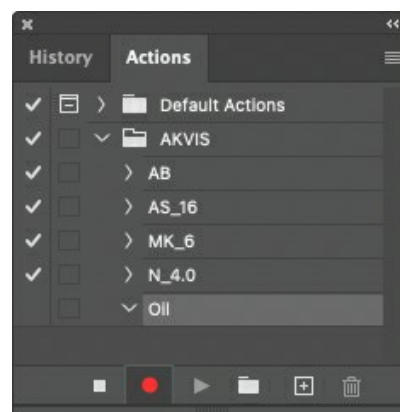 History Actions
Default Actions
AKVIS
AB
AS_16
MK_6
N_4.0
Oil